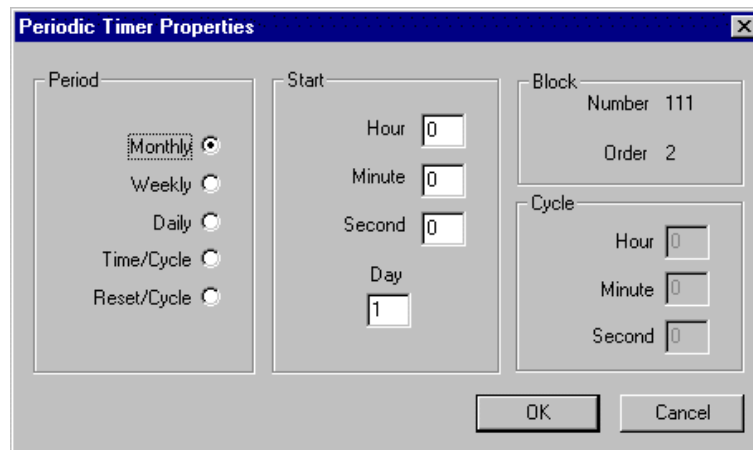 Periodic Timer Properties
Period
Monthly
Weekly
Daily
Time/Cycle
Reset/Cycle
Start
Hour 0
Minute 0
Second 0
Day
1
Block
Number 111
Order 2
Cycle
Hour 0
Minute 0
Second 0
OK Cancel